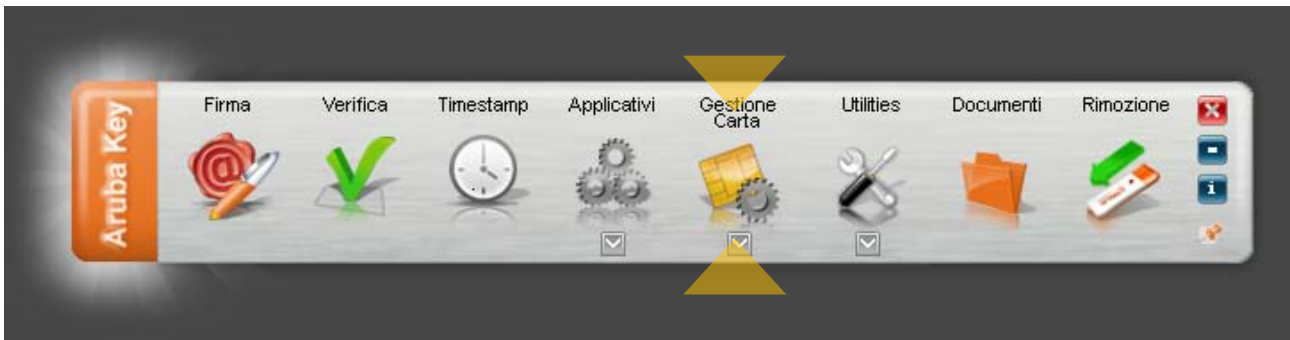 Aruba Key
Firma
Verifica
Timestamp
Applicativi
Gestione
Carta
Utilities
Documenti
Rimozione